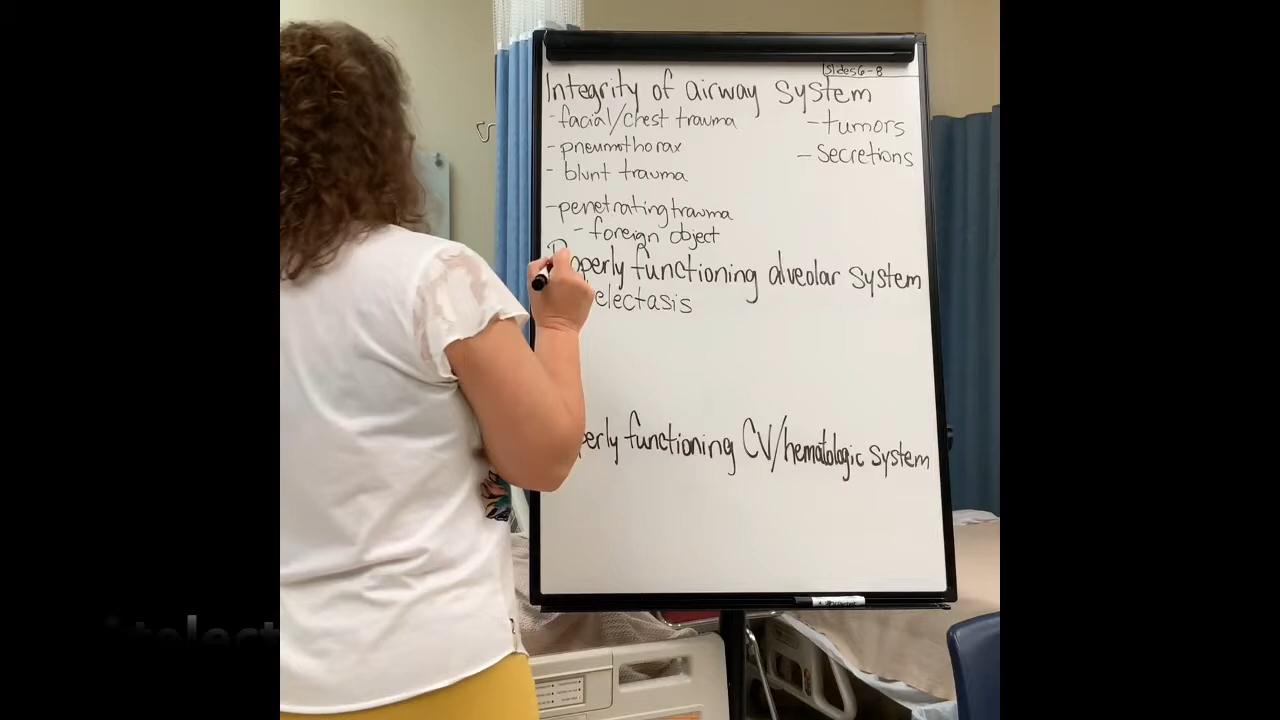 Slides 6-8
Integrity of airway system
- facial/chest trauma
- tumors
- pneumothorax
- secretions
- blunt trauma
- penetrating trauma
- foreign object
Properly functioning alveolar system
electasis
perly functioning CV/hematologic system